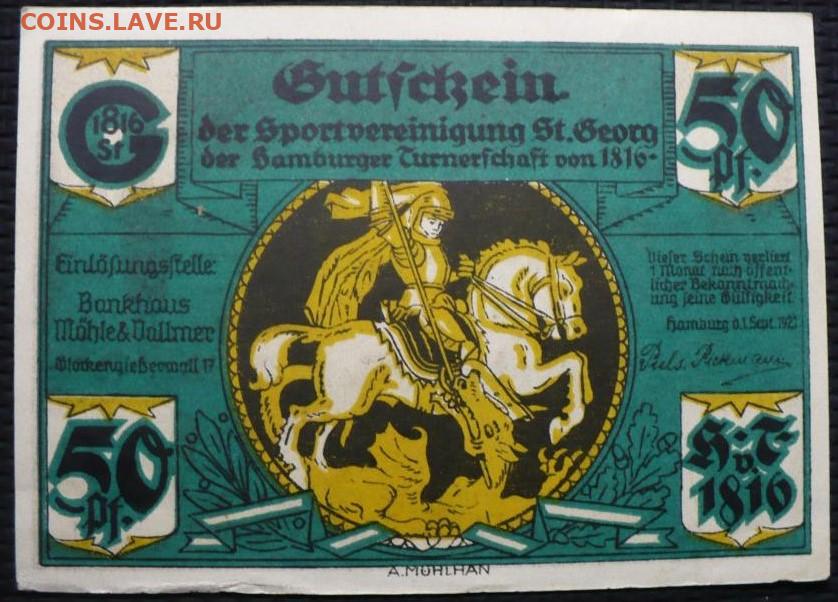 COINS.LAVE.RU
Gutschein
der Sportvereinigung St. Georg
der Hamburger Turnerschaft von 1816-
G
1816
St
50
Pf.
Einlösungsstelle:
Bankhaus
Möhle & Vollmer
Glockengießerwall 17
Dieser Schein verliert
1 Monat nach öffent-
licher Bekanntmach-
ung seine Gültigkeit
Hamburg d. 1. Sept. 1921
50
Pf.
H-T-
v.
1816
A. MÜHLHAN